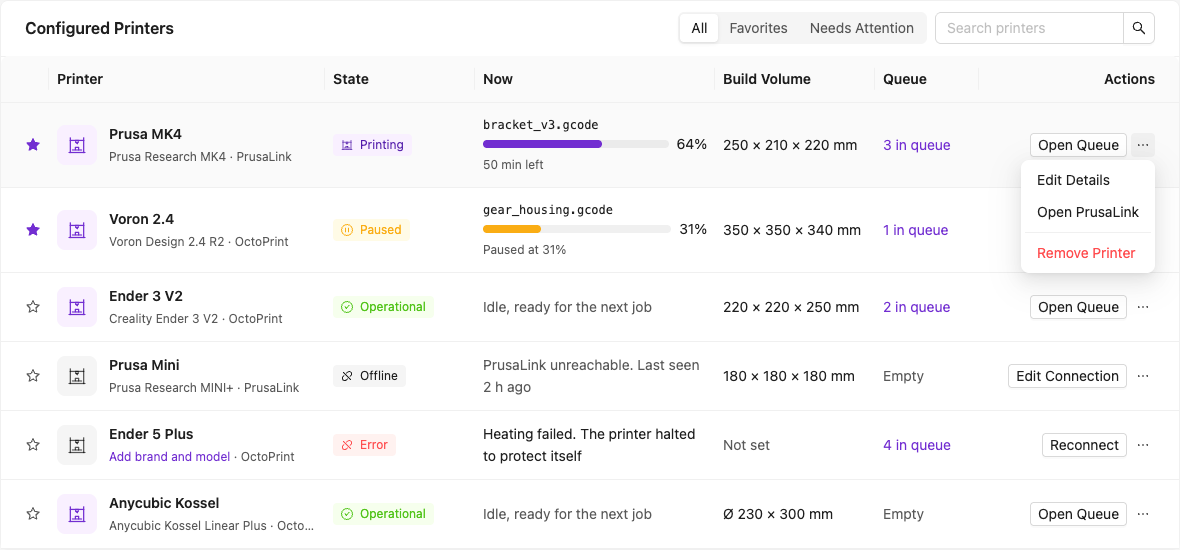 Configured Printers
All Favorites Needs Attention Search printers
Printer State Now Build Volume Queue Actions
Prusa MK4
Prusa Research MK4 · PrusaLink
Printing
bracket_v3.gcode
64%
50 min left
250 × 210 × 220 mm
3 in queue
Open Queue
Edit Details
Open PrusaLink
Remove Printer
Voron 2.4
Voron Design 2.4 R2 · OctoPrint
Paused
gear_housing.gcode
31%
Paused at 31%
350 × 350 × 340 mm
1 in queue
Ender 3 V2
Creality Ender 3 V2 · OctoPrint
Operational
Idle, ready for the next job
220 × 220 × 250 mm
2 in queue
Open Queue
Prusa Mini
Prusa Research MINI+ · PrusaLink
Offline
PrusaLink unreachable. Last seen
2 h ago
180 × 180 × 180 mm
Empty
Edit Connection
Ender 5 Plus
Add brand and model · OctoPrint
Error
Heating failed. The printer halted
to protect itself
Not set
4 in queue
Reconnect
Anycubic Kossel
Anycubic Kossel Linear Plus · Octo...
Operational
Idle, ready for the next job
Ø 230 × 300 mm
Empty
Open Queue